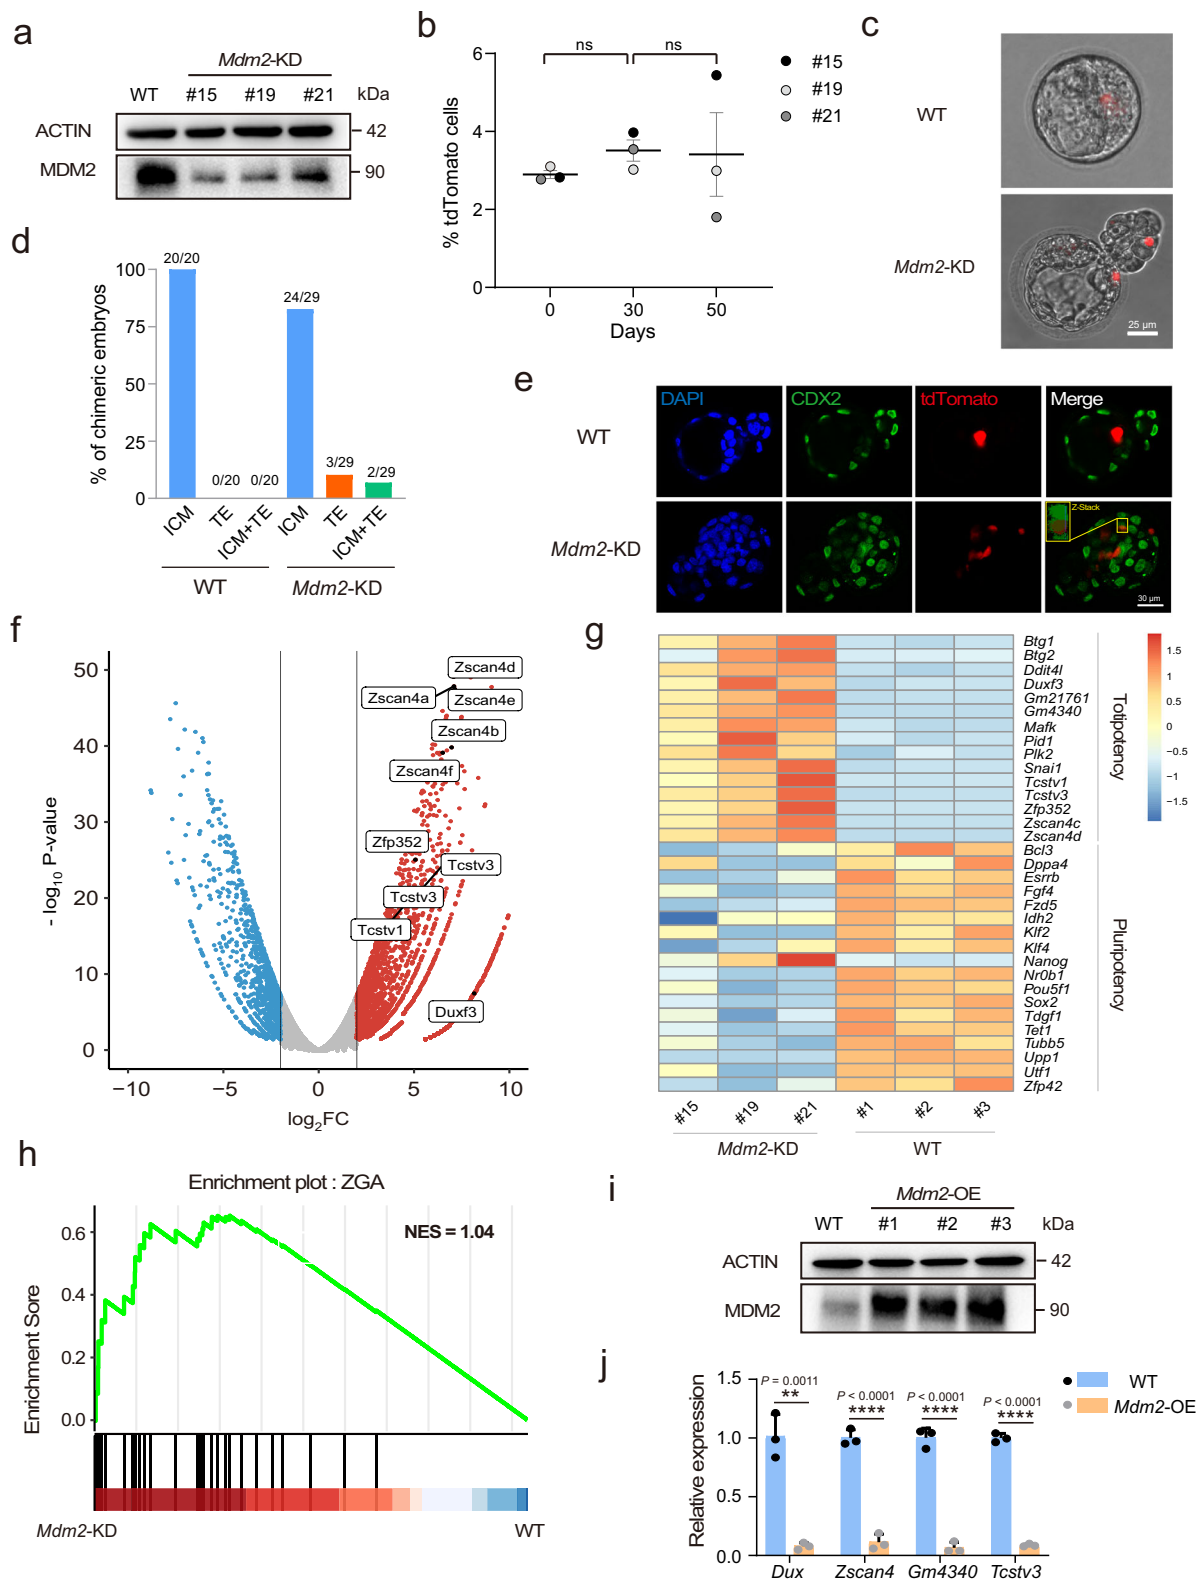 a
Mdm2-KD
WT #15 #19 #21 kDa
ACTIN 42
MDM2 90
b
ns ns
6
4
2
0
% tdTomato cells
0 30 50
Days
#15
#19
#21
c
WT
Mdm2-KD
25 µm
d
% of chimeric embryos
100
75
50
25
0
20/20
0/20 0/20
24/29
3/29
2/29
ICM TE ICM+TE ICM TE ICM+TE
WT Mdm2-KD
e
DAPI CDX2 tdTomato Merge
WT
Mdm2-KD
Z-Stack
30 µm
f
- log10 P-value
50
40
30
20
10
0
Zscan4d
Zscan4a
Zscan4e
Zscan4b
Zscan4f
Zfp352
Tcstv3
Tcstv3
Tcstv1
Duxf3
−10 −5 0 5 10
log2FC
g
Btg1
Btg2
Ddit4l
Duxf3
Gm21761
Gm4340
Mafk
Pid1
Plk2
Snai1
Tcstv1
Tcstv3
Zfp352
Zscan4c
Zscan4d
Bcl3
Dppa4
Esrrb
Fgf4
Fzd5
Idh2
Klf2
Klf4
Nanog
Nr0b1
Pou5f1
Sox2
Tdgf1
Tet1
Tubb5
Upp1
Utf1
Zfp42
Totipotency
Pluripotency
1.5
1
0.5
0
−0.5
−1
−1.5
#15 #19 #21 #1 #2 #3
Mdm2-KD WT
h
Enrichment plot : ZGA
NES = 1.04
Enrichment Sore
0.6
0.4
0.2
0.0
Mdm2-KD WT
i
Mdm2-OE
WT #1 #2 #3 kDa
ACTIN 42
MDM2 90
j
Relative expression
1.5
1.0
0.5
0.0
P = 0.0011
**
P < 0.0001
****
P < 0.0001
****
P < 0.0001
****
WT
Mdm2-OE
Dux Zscan4 Gm4340 Tcstv3